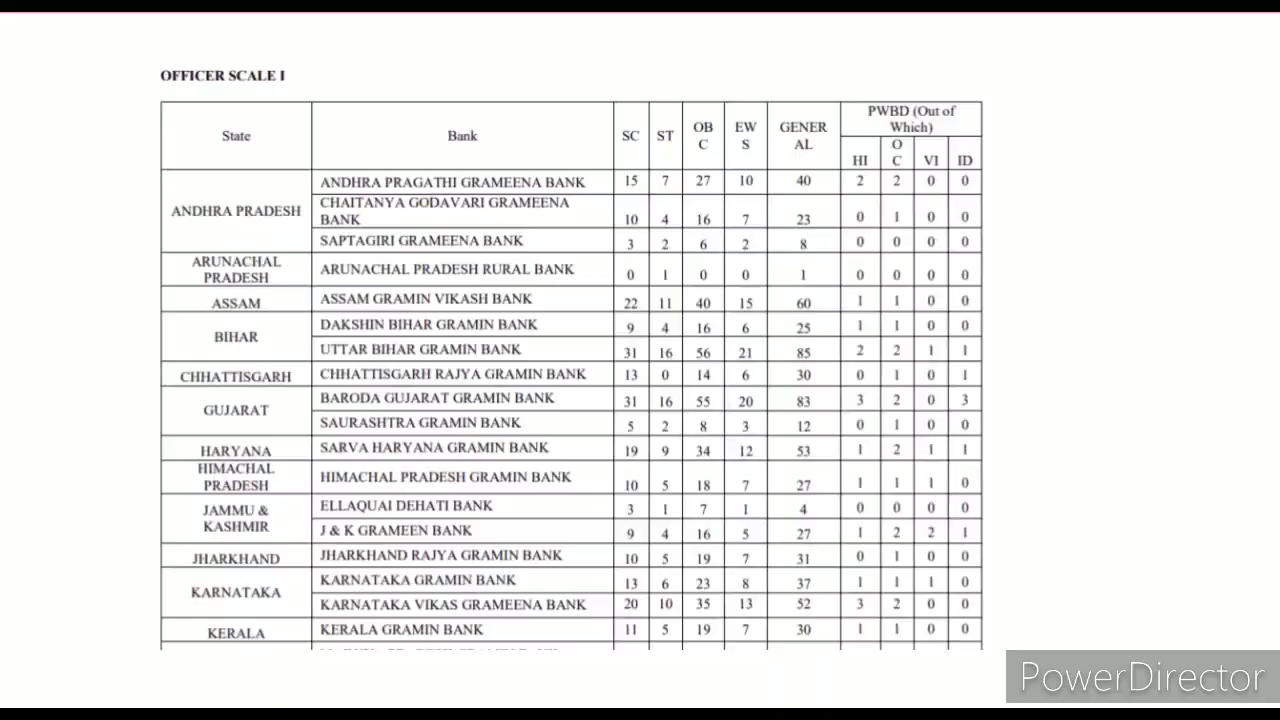 OFFICER SCALE I
State Bank SC ST OB C EW S GENER AL PWBD (Out of Which)
HI O C VI ID
ANDHRA PRADESH
ANDHRA PRAGATHI GRAMEENA BANK 15 7 27 10 40 2 2 0 0
CHAITANYA GODAVARI GRAMEENA
BANK 10 4 16 7 23 0 1 0 0
SAPTAGIRI GRAMEENA BANK 3 2 6 2 8 0 0 0 0
ARUNACHAL
PRADESH ARUNACHAL PRADESH RURAL BANK 0 1 0 0 1 0 0 0 0
ASSAM ASSAM GRAMIN VIKASH BANK 22 11 40 15 60 1 1 0 0
BIHAR
DAKSHIN BIHAR GRAMIN BANK 9 4 16 6 25 1 1 0 0
UTTAR BIHAR GRAMIN BANK 31 16 56 21 85 2 2 1 1
CHHATTISGARH CHHATTISGARH RAJYA GRAMIN BANK 13 0 14 6 30 0 1 0 1
GUJARAT
BARODA GUJARAT GRAMIN BANK 31 16 55 20 83 3 2 0 3
SAURASHTRA GRAMIN BANK 5 2 8 3 12 0 1 0 0
HARYANA SARVA HARYANA GRAMIN BANK 19 9 34 12 53 1 2 1 1
HIMACHAL
PRADESH HIMACHAL PRADESH GRAMIN BANK 10 5 18 7 27 1 1 1 0
JAMMU &
KASHMIR
ELLAQUAI DEHATI BANK 3 1 7 1 4 0 0 0 0
J & K GRAMEEN BANK 9 4 16 5 27 1 2 2 1
JHARKHAND JHARKHAND RAJYA GRAMIN BANK 10 5 19 7 31 0 1 0 0
KARNATAKA
KARNATAKA GRAMIN BANK 13 6 23 8 37 1 1 1 0
KARNATAKA VIKAS GRAMEENA BANK 20 10 35 13 52 3 2 0 0
KERALA KERALA GRAMIN BANK 11 5 19 7 30 1 1 0 0
PowerDirector